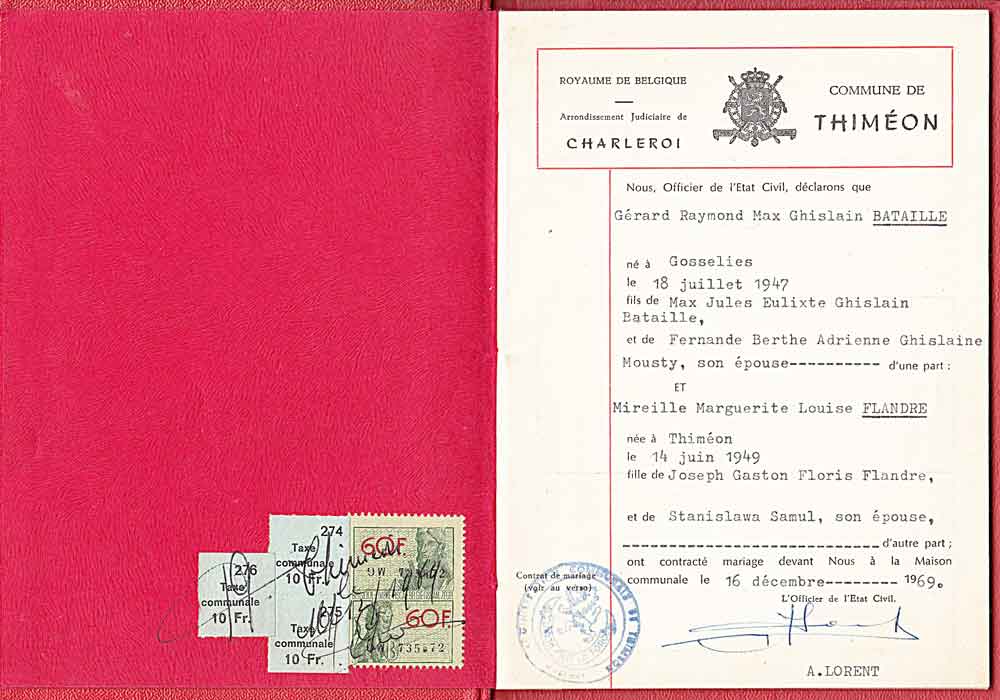 274
Taxe
communale
10 Fr.
276
Taxe
communale
10 Fr.
275
Taxe
communale
10 Fr.
60F
60F
735472
ROYAUME DE BELGIQUE
Arrondissement Judiciaire de
CHARLEROI
COMMUNE DE
THIMÉON
Nous, Officier de l'Etat Civil, déclarons que
Gérard Raymond Max Ghislain BATAILLE
né à Gosselies
le 18 juillet 1947
fils de Max Jules Eulixte Ghislain
Bataille,
et de Fernande Berthe Adrienne Ghislaine
Mousty, son épouse---------- d'une part :
ET
Mireille Marguerite Louise FLANDRE
née à Thiméon
le 14 juin 1949
fille de Joseph Gaston Floris Flandre,
et de Stanislawa Samul, son épouse,
----------------------------d'autre part ;
ont contracté mariage devant Nous à la Maison
communale le 16 décembre-------- 1969.
Contrat de mariage
(voir au verso)
L'Officier de l'Etat Civil.
A.LORENT